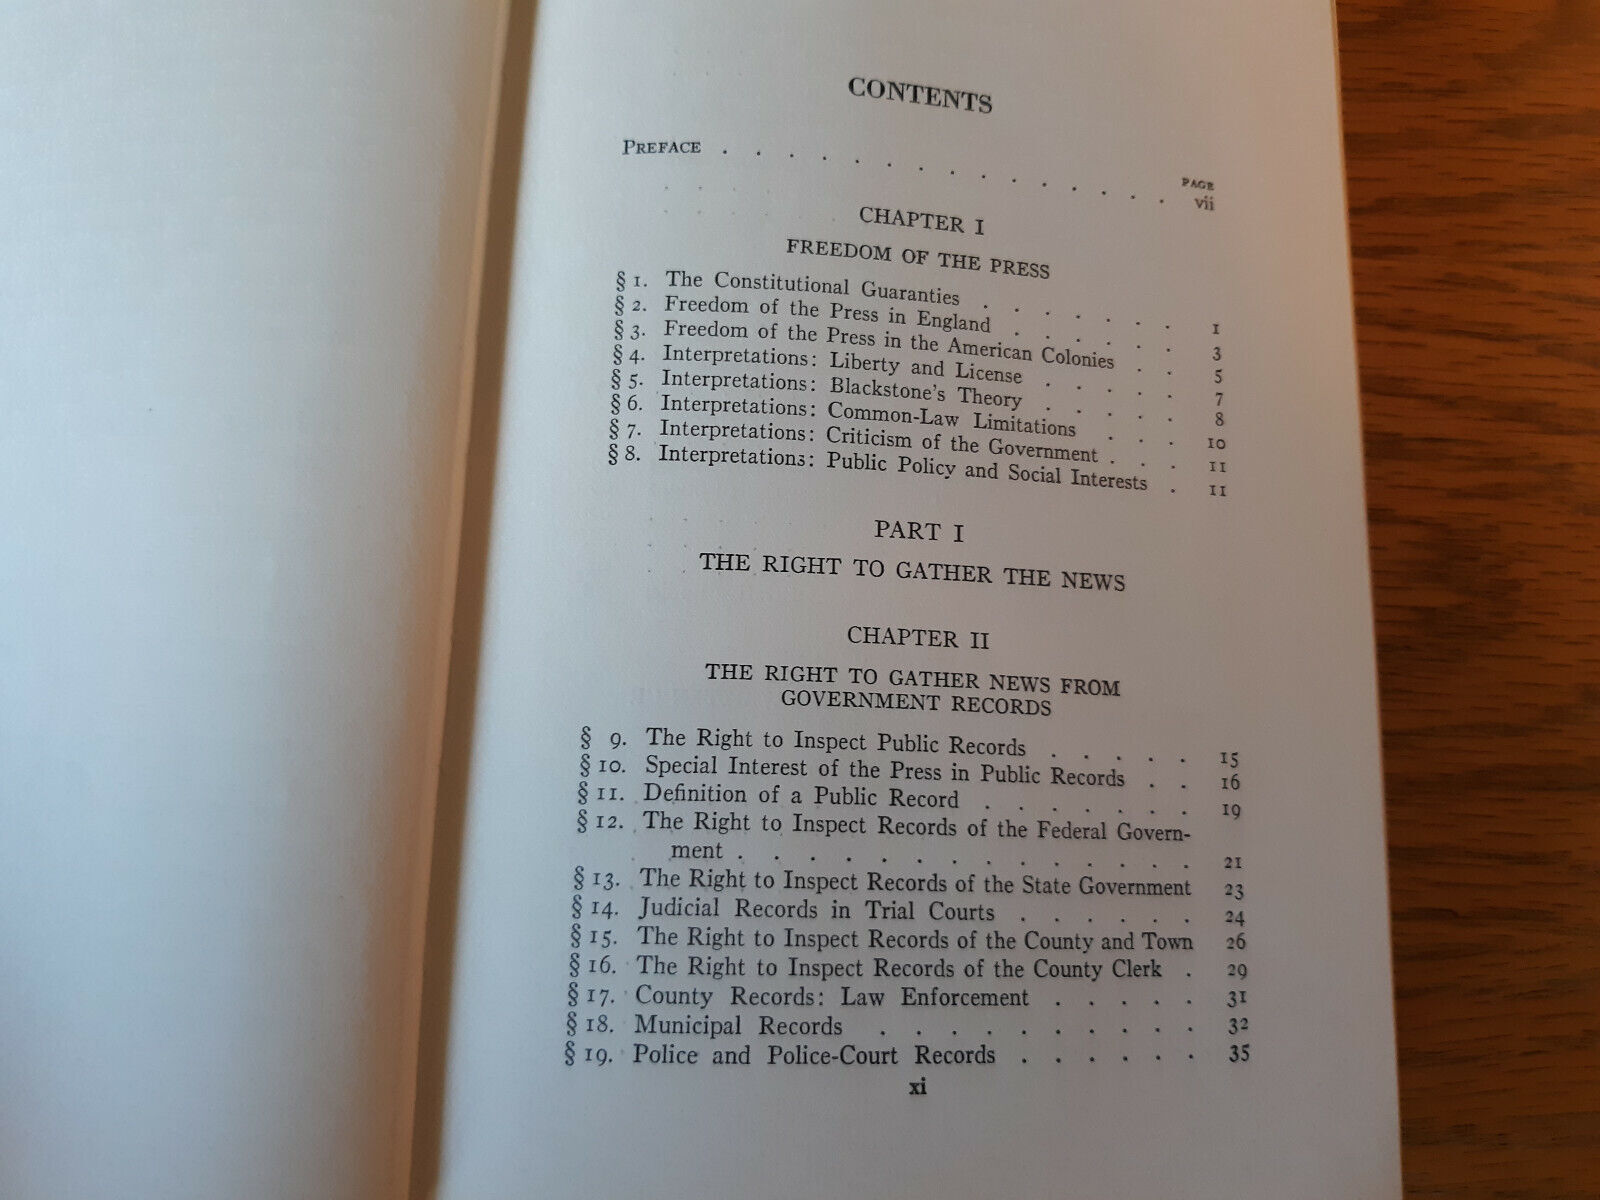 CONTENTS
PAGE
PREFACE . . . . . . . . . . . . . . vii
CHAPTER I
FREEDOM OF THE PRESS
§ 1. The Constitutional Guaranties . . . . . . . 1
§ 2. Freedom of the Press in England . . . . . . 3
§ 3. Freedom of the Press in the American Colonies . . 5
§ 4. Interpretations: Liberty and License . . . . . 7
§ 5. Interpretations: Blackstone's Theory . . . . . 8
§ 6. Interpretations: Common-Law Limitations . . . 10
§ 7. Interpretations: Criticism of the Government . . . 11
§ 8. Interpretations: Public Policy and Social Interests . 11
PART I
THE RIGHT TO GATHER THE NEWS
CHAPTER II
THE RIGHT TO GATHER NEWS FROM
GOVERNMENT RECORDS
§ 9. The Right to Inspect Public Records . . . . . 15
§ 10. Special Interest of the Press in Public Records . . 16
§ 11. Definition of a Public Record . . . . . . . 19
§ 12. The Right to Inspect Records of the Federal Govern-
ment . . . . . . . . . . . . . 21
§ 13. The Right to Inspect Records of the State Government 23
§ 14. Judicial Records in Trial Courts . . . . . . 24
§ 15. The Right to Inspect Records of the County and Town 26
§ 16. The Right to Inspect Records of the County Clerk . 29
§ 17. County Records: Law Enforcement . . . . . 31
§ 18. Municipal Records . . . . . . . . . . 32
§ 19. Police and Police-Court Records . . . . . . 35
xi